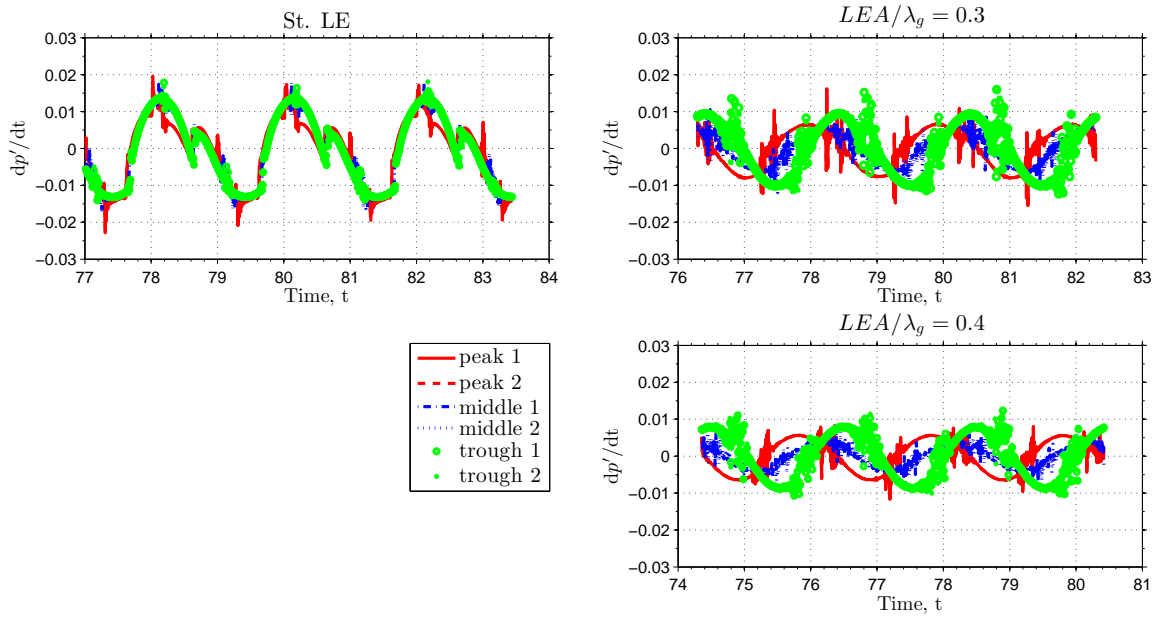 St. LE
0.03
0.02
0.01
0
−0.01
−0.02
−0.03
dp′/dt
77 78 79 80 81 82 83 84
Time, t
LEA/λg = 0.3
0.03
0.02
0.01
0
−0.01
−0.02
−0.03
dp′/dt
76 77 78 79 80 81 82 83
Time, t
peak 1
peak 2
middle 1
middle 2
trough 1
trough 2
LEA/λg = 0.4
0.03
0.02
0.01
0
−0.01
−0.02
−0.03
dp′/dt
74 75 76 77 78 79 80 81
Time, t